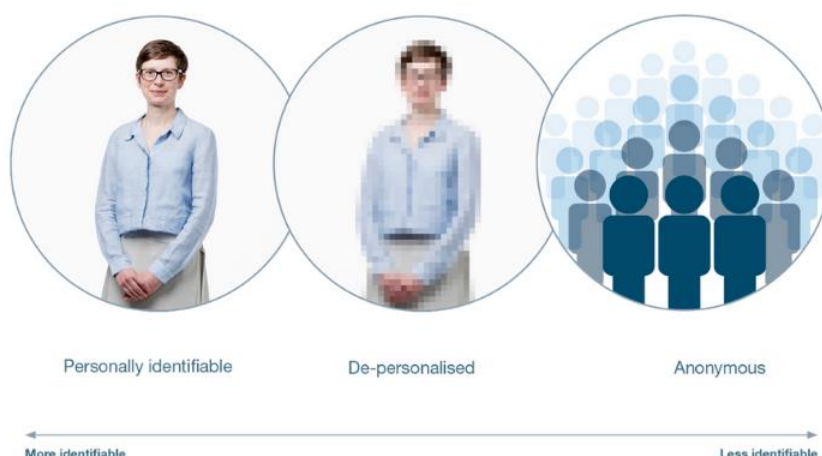 Personally identifiable
De-personalised
Anonymous
More identifiable
Less identifiable